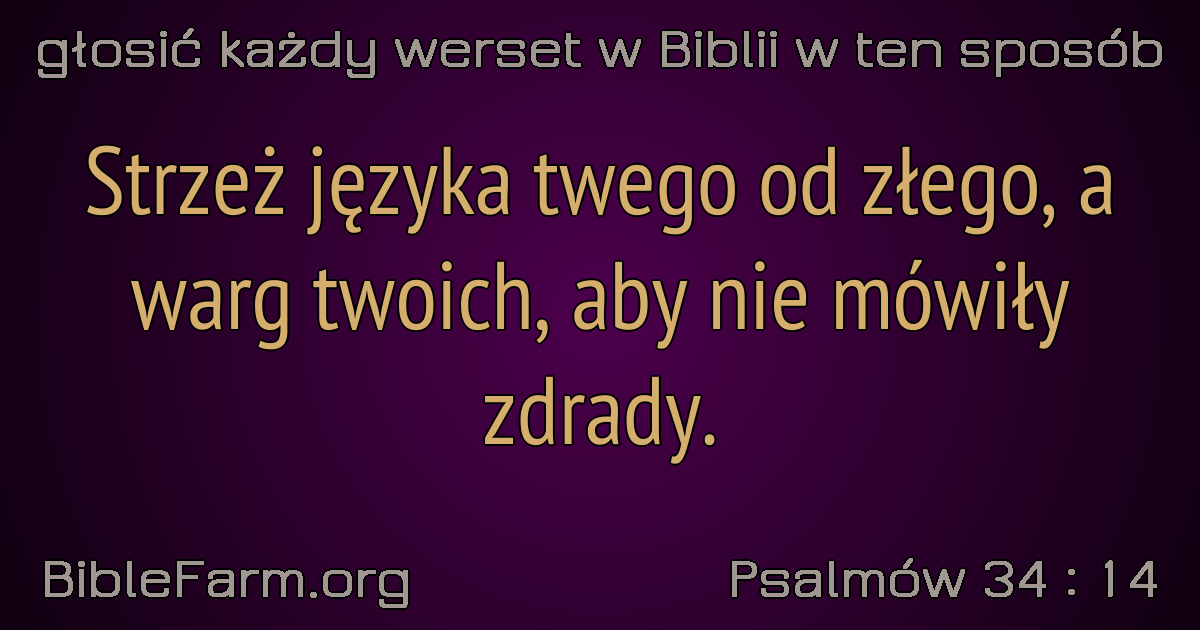 głosić każdy werset w Biblii w ten sposób
Strzeż języka twego od złego, a
warg twoich, aby nie mówiły
zdrady.
BibleFarm.org
Psalmów 34 : 14